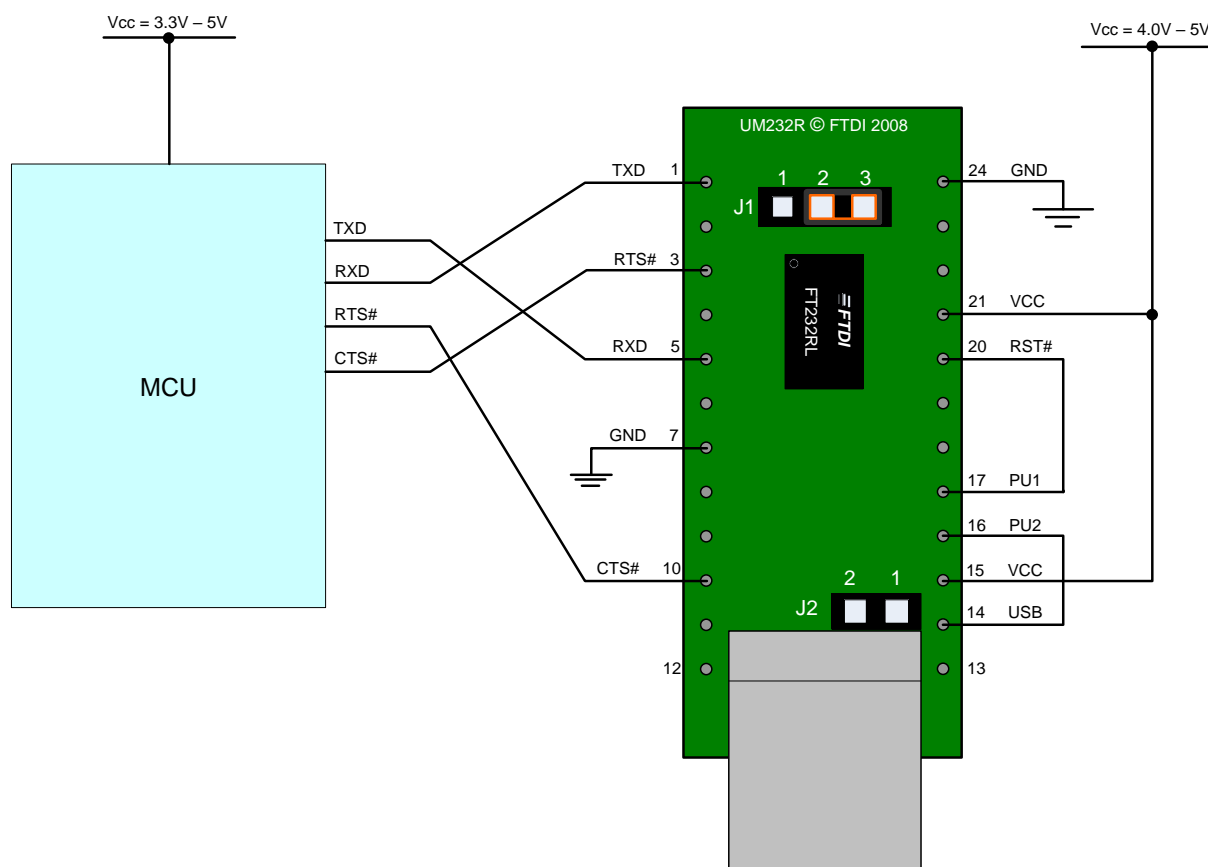 Vcc = 3.3V – 5V
Vcc = 4.0V – 5V
UM232R © FTDI 2008
TXD 1
24 GND
1 2 3
J1
TXD
RXD
RTS#
CTS#
MCU
RTS# 3
21 VCC
FTDI
FT232RL
RXD 5
20 RST#
GND 7
17 PU1
16 PU2
CTS# 10
15 VCC
2 1
J2
14 USB
12
13